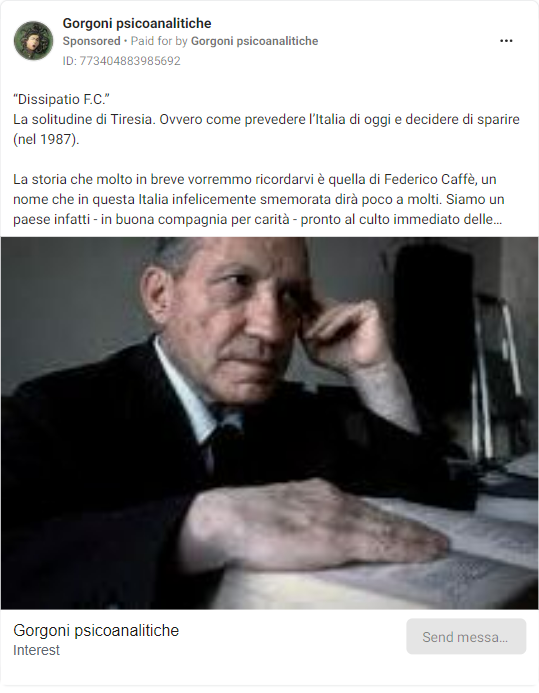 Gorgoni psicoanalitiche
Sponsored • Paid for by Gorgoni psicoanalitiche
ID: 773404883985692
“Dissipatio F.C.”
La solitudine di Tiresia. Ovvero come prevedere l’Italia di oggi e decidere di sparire
(nel 1987).
La storia che molto in breve vorremmo ricordarvi è quella di Federico Caffè, un
nome che in questa Italia infelicemente smemorata dirà poco a molti. Siamo un
paese infatti - in buona compagnia per carità - pronto al culto immediato delle…
Gorgoni psicoanalitiche
Interest
Send messa…